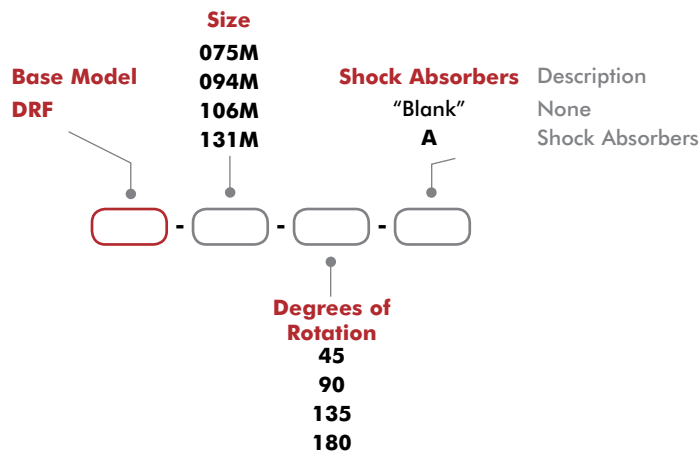 Size
075M
094M
106M
131M
Base Model
DRF
Shock Absorbers Description
“Blank” None
A Shock Absorbers
- - -
Degrees of
Rotation
45
90
135
180